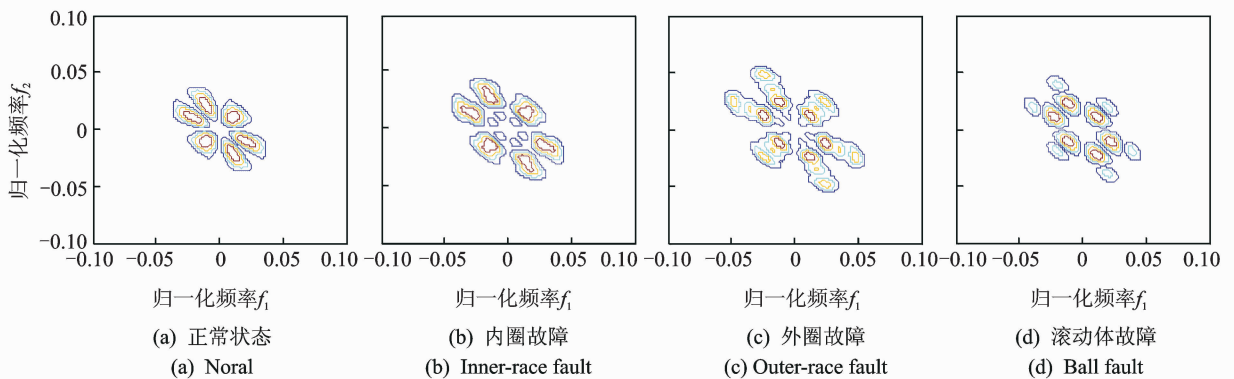 0.10
0.05
0
−0.05
−0.10
归一化频率f₂
−0.10 −0.05 0 0.05 0.10
−0.10 −0.05 0 0.05 0.10
−0.10 −0.05 0 0.05 0.10
−0.10 −0.05 0 0.05 0.10
归一化频率f₁ 归一化频率f₁ 归一化频率f₁ 归一化频率f₁
(a) 正常状态 (b) 内圈故障 (c) 外圈故障 (d) 滚动体故障
(a) Noral (b) Inner-race fault (c) Outer-race fault (d) Ball fault